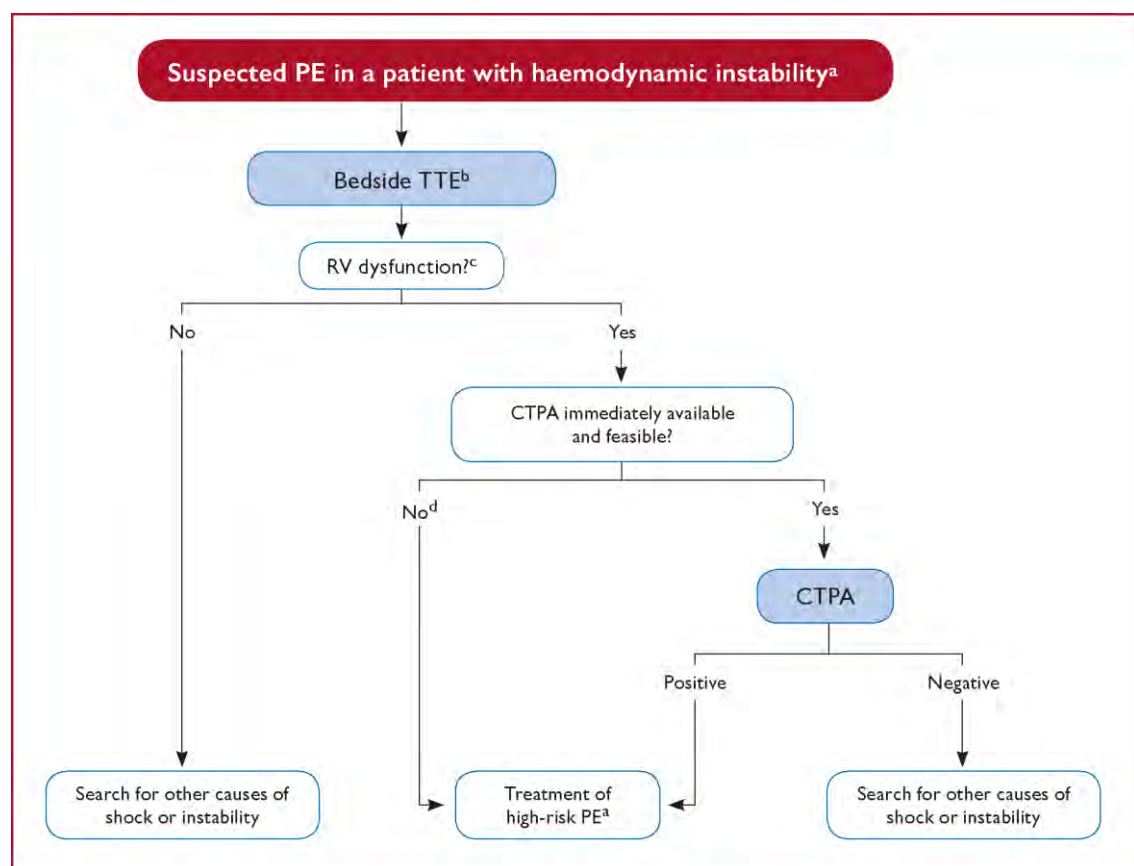 Suspected PE in a patient with haemodynamic instabilityᵃ
Bedside TTEᵇ
RV dysfunction?ᶜ
No
Yes
CTPA immediately available
and feasible?
Noᵈ
Yes
CTPA
Positive
Negative
Search for other causes of
shock or instability
Treatment of
high-risk PEᵃ
Search for other causes of
shock or instability